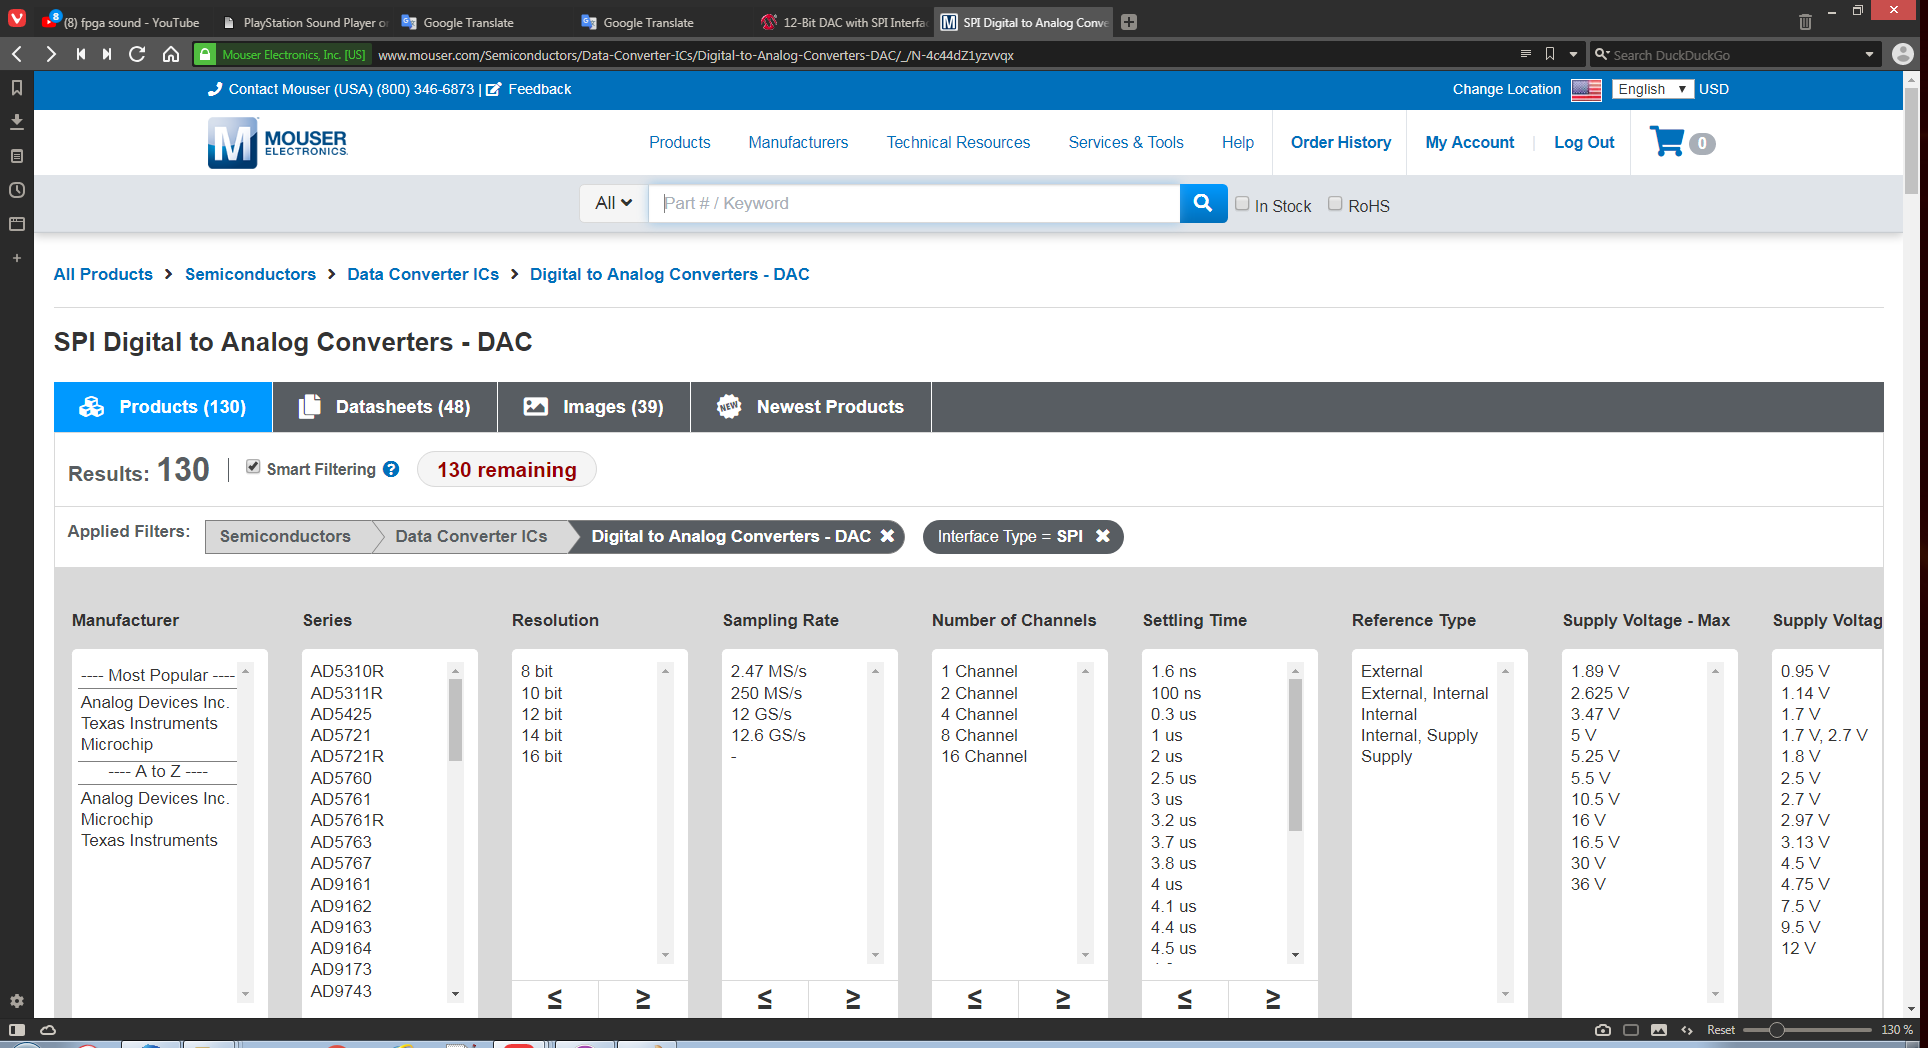 8
(8) fpga sound - YouTube
PlayStation Sound Player o
Google Translate
Google Translate
12-Bit DAC with SPI Interfa
SPI Digital to Analog Conve
Mouser Electronics, Inc. [US]
www.mouser.com/Semiconductors/Data-Converter-ICs/Digital-to-Analog-Converters-DAC/_/N-4c44dZ1yzvvqx
Search DuckDuckGo
Contact Mouser (USA) (800) 346-6873 | Feedback
Change Location
English
USD
M MOUSER ELECTRONICS.
Products
Manufacturers
Technical Resources
Services & Tools
Help
Order History
My Account
Log Out
0
All
Part # / Keyword
In Stock
RoHS
All Products > Semiconductors > Data Converter ICs > Digital to Analog Converters - DAC
SPI Digital to Analog Converters - DAC
Products (130)
Datasheets (48)
Images (39)
NEW Newest Products
Results: 130
Smart Filtering ?
130 remaining
Applied Filters:
Semiconductors
Data Converter ICs
Digital to Analog Converters - DAC
Interface Type = SPI
Manufacturer
---- Most Popular ----
Analog Devices Inc.
Texas Instruments
Microchip
---- A to Z ----
Analog Devices Inc.
Microchip
Texas Instruments
Series
AD5310R
AD5311R
AD5425
AD5721
AD5721R
AD5760
AD5761
AD5761R
AD5763
AD5767
AD9161
AD9162
AD9163
AD9164
AD9173
AD9743
Resolution
8 bit
10 bit
12 bit
14 bit
16 bit
≤ ≥
Sampling Rate
2.47 MS/s
250 MS/s
12 GS/s
12.6 GS/s
-
≤ ≥
Number of Channels
1 Channel
2 Channel
4 Channel
8 Channel
16 Channel
≤ ≥
Settling Time
1.6 ns
100 ns
0.3 us
1 us
2 us
2.5 us
3 us
3.2 us
3.7 us
3.8 us
4 us
4.1 us
4.4 us
4.5 us
≤ ≥
Reference Type
External
External, Internal
Internal
Internal, Supply
Supply
Supply Voltage - Max
1.89 V
2.625 V
3.47 V
5 V
5.25 V
5.5 V
10.5 V
16 V
16.5 V
30 V
36 V
Supply Voltag
0.95 V
1.14 V
1.7 V
1.7 V, 2.7 V
1.8 V
2.5 V
2.7 V
2.97 V
3.13 V
4.5 V
4.75 V
7.5 V
9.5 V
12 V
Reset
130 %